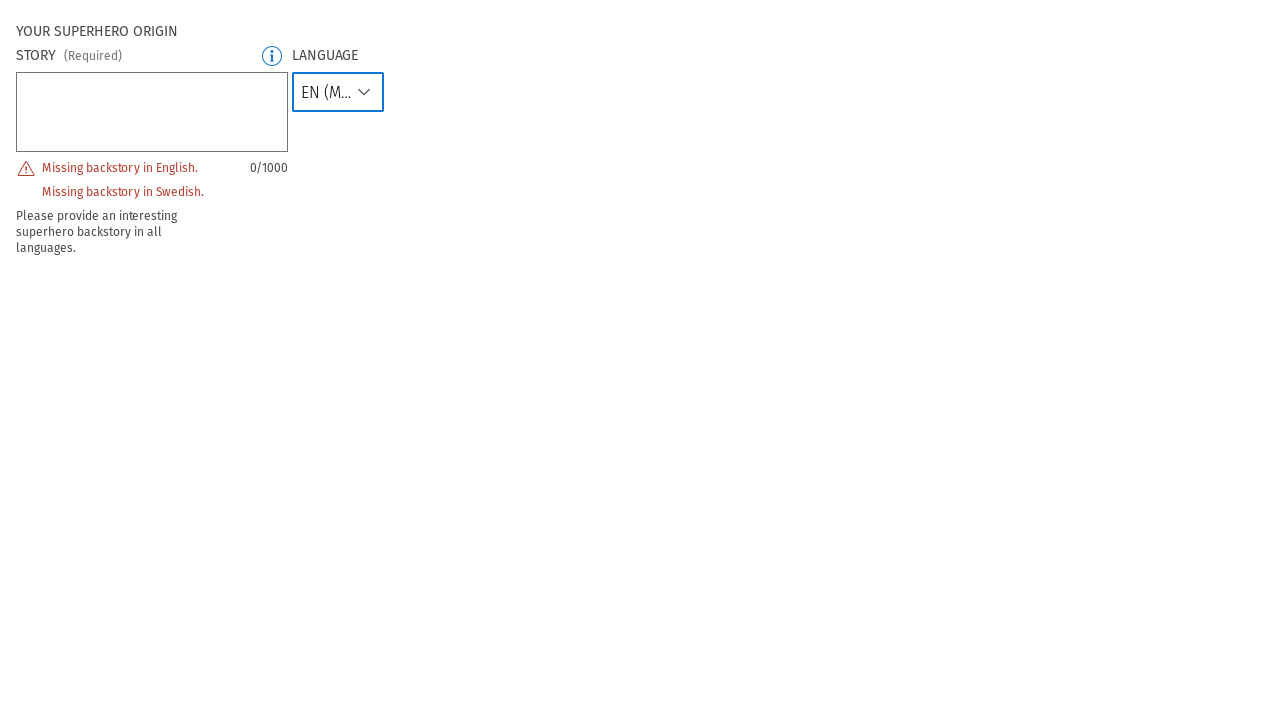 YOUR SUPERHERO ORIGIN
STORY (Required)
LANGUAGE
EN (M...
Missing backstory in English.
0/1000
Missing backstory in Swedish.
Please provide an interesting
superhero backstory in all
languages.